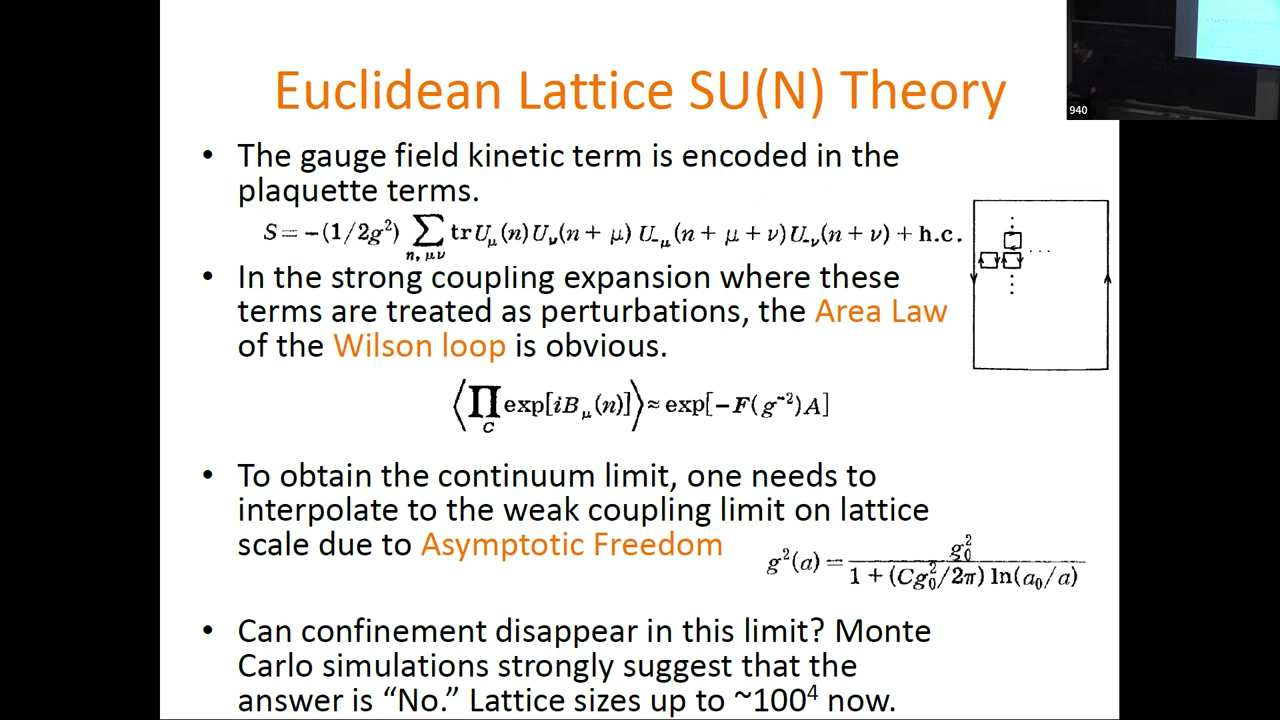 940
Euclidean Lattice SU(N) Theory
• The gauge field kinetic term is encoded in the
plaquette terms.
S = -(1/2g²) ∑ tr U_μ(n) U_ν(n + μ) U_-μ(n + μ + ν) U_-ν(n + ν) + h.c.
n, μν
• In the strong coupling expansion where these
terms are treated as perturbations, the Area Law
of the Wilson loop is obvious.
⟨∏ exp[iB_μ(n)]⟩ ≈ exp[-F(g⁻²)A]
C
• To obtain the continuum limit, one needs to
interpolate to the weak coupling limit on lattice
scale due to Asymptotic Freedom
g²(a) = g₀² / 1 + (Cg₀²/2π) ln(a₀/a)
• Can confinement disappear in this limit? Monte
Carlo simulations strongly suggest that the
answer is “No.” Lattice sizes up to ~100⁴ now.